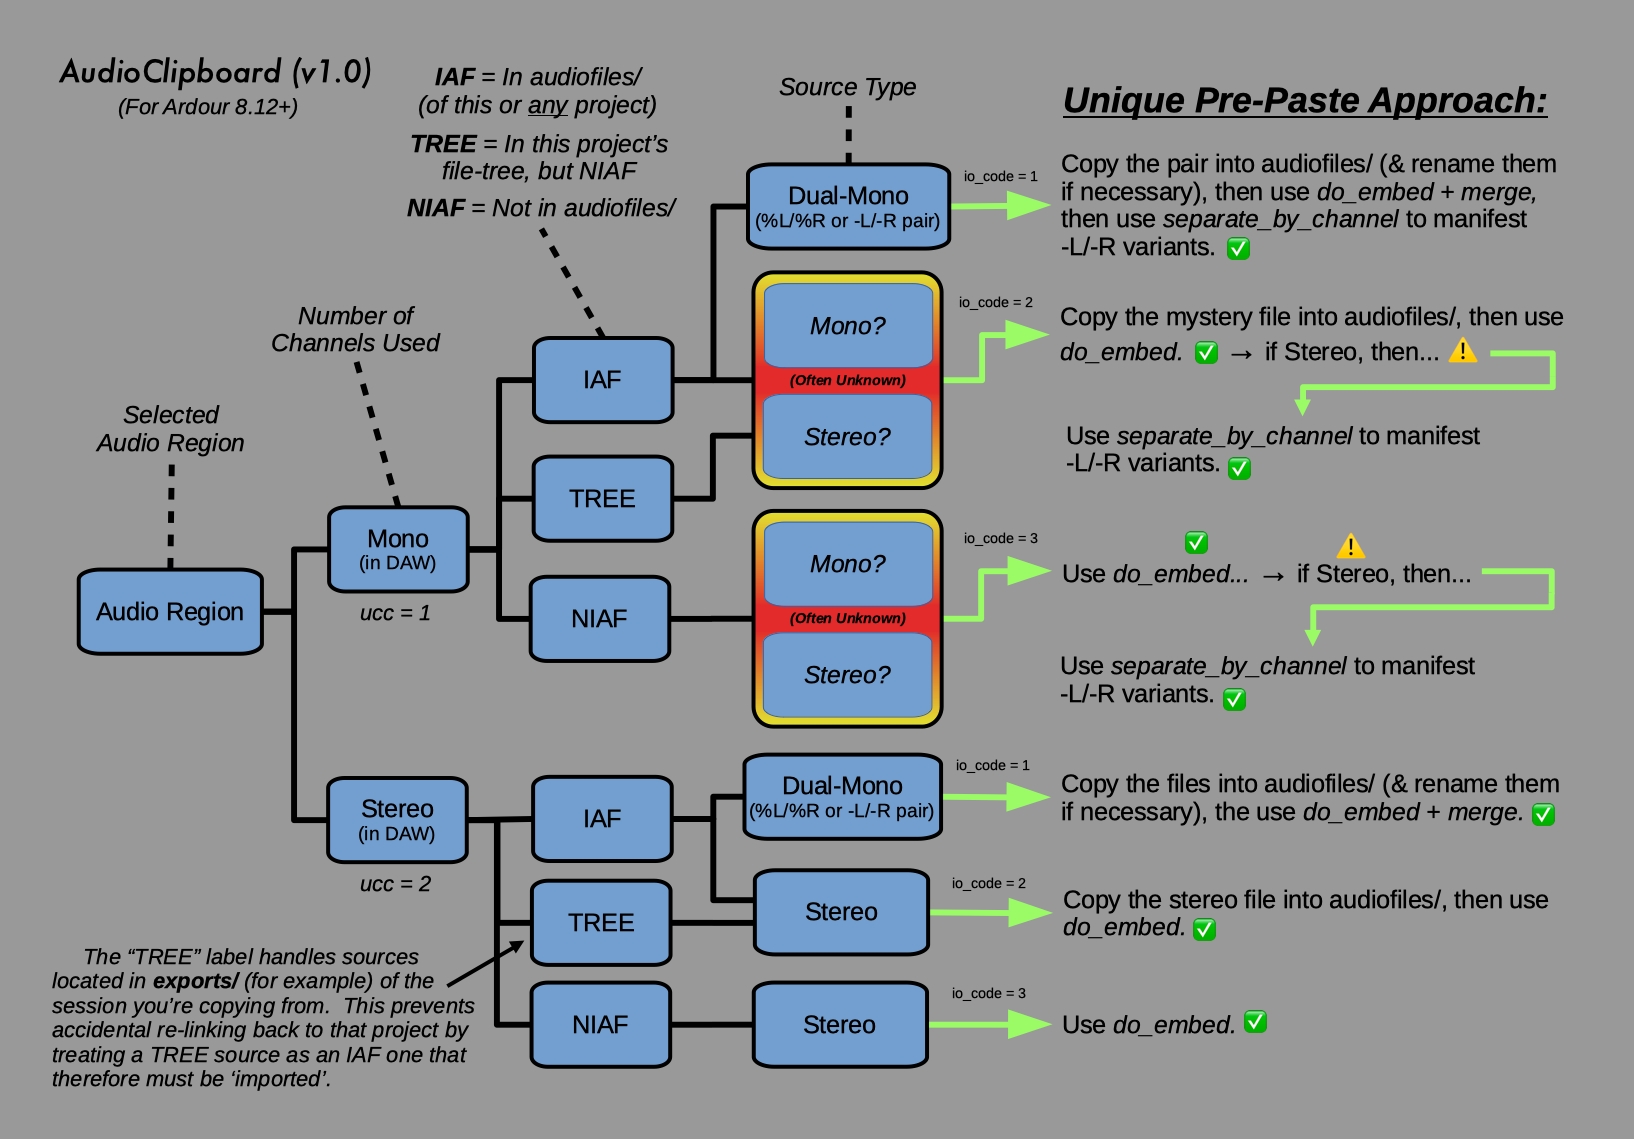 AudioClipboard (v1.0)
(For Ardour 8.12+)
IAF = In audiofiles/
(of this or any project)
TREE = In this project's
file-tree, but NIAF
NIAF = Not in audiofiles/
Source Type
Unique Pre-Paste Approach:
Number of
Channels Used
Selected
Audio Region
Audio Region
Mono
(in DAW)
ucc = 1
IAF
TREE
NIAF
Dual-Mono
(%L/%R or -L/-R pair)
io_code = 1
Copy the pair into audiofiles/ (& rename them
if necessary), then use do_embed + merge,
then use separate_by_channel to manifest
-L/-R variants. ✅
Mono?
(Often Unknown)
Stereo?
io_code = 2
Copy the mystery file into audiofiles/, then use
do_embed. ✅ → if Stereo, then... ⚠️
Use separate_by_channel to manifest
-L/-R variants. ✅
Mono?
(Often Unknown)
Stereo?
io_code = 3
✅ ⚠️
Use do_embed... → if Stereo, then...
Use separate_by_channel to manifest
-L/-R variants. ✅
Stereo
(in DAW)
ucc = 2
IAF
TREE
NIAF
Dual-Mono
(%L/%R or -L/-R pair)
io_code = 1
Copy the files into audiofiles/ (& rename them
if necessary), the use do_embed + merge. ✅
Stereo
io_code = 2
Copy the stereo file into audiofiles/, then use
do_embed. ✅
Stereo
io_code = 3
Use do_embed. ✅
The “TREE” label handles sources
located in exports/ (for example) of the
session you're copying from. This prevents
accidental re-linking back to that project by
treating a TREE source as an IAF one that
therefore must be ‘imported’.